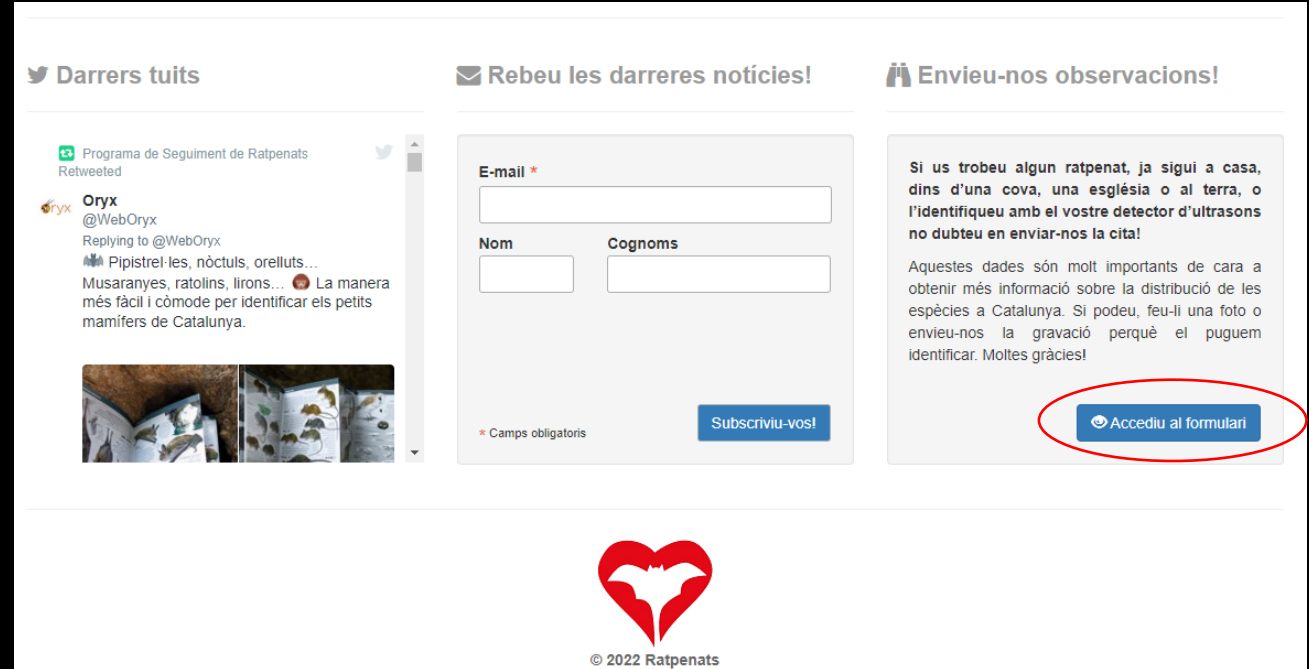 Darrers tuits
Programa de Seguiment de Ratpenats
Retweeted
Oryx
Oryx
@WebOryx
Replying to @WebOryx
Pipistrel·les, nòctuls, orelluts…
Musaranyes, ratolins, lirons… La manera
més fàcil i còmode per identificar els petits
mamífers de Catalunya.
Rebeu les darreres notícies!
E-mail *
Nom Cognoms
* Camps obligatoris
Subscriviu-vos!
Envieu-nos observacions!
Si us trobeu algun ratpenat, ja sigui a casa,
dins d’una cova, una església o al terra, o
l’identifiqueu amb el vostre detector d’ultrasons
no dubteu en enviar-nos la cita!
Aquestes dades són molt importants de cara a
obtenir més informació sobre la distribució de les
espècies a Catalunya. Si podeu, feu-li una foto o
envieu-nos la gravació perquè el puguem
identificar. Moltes gràcies!
Accediu al formulari
© 2022 Ratpenats